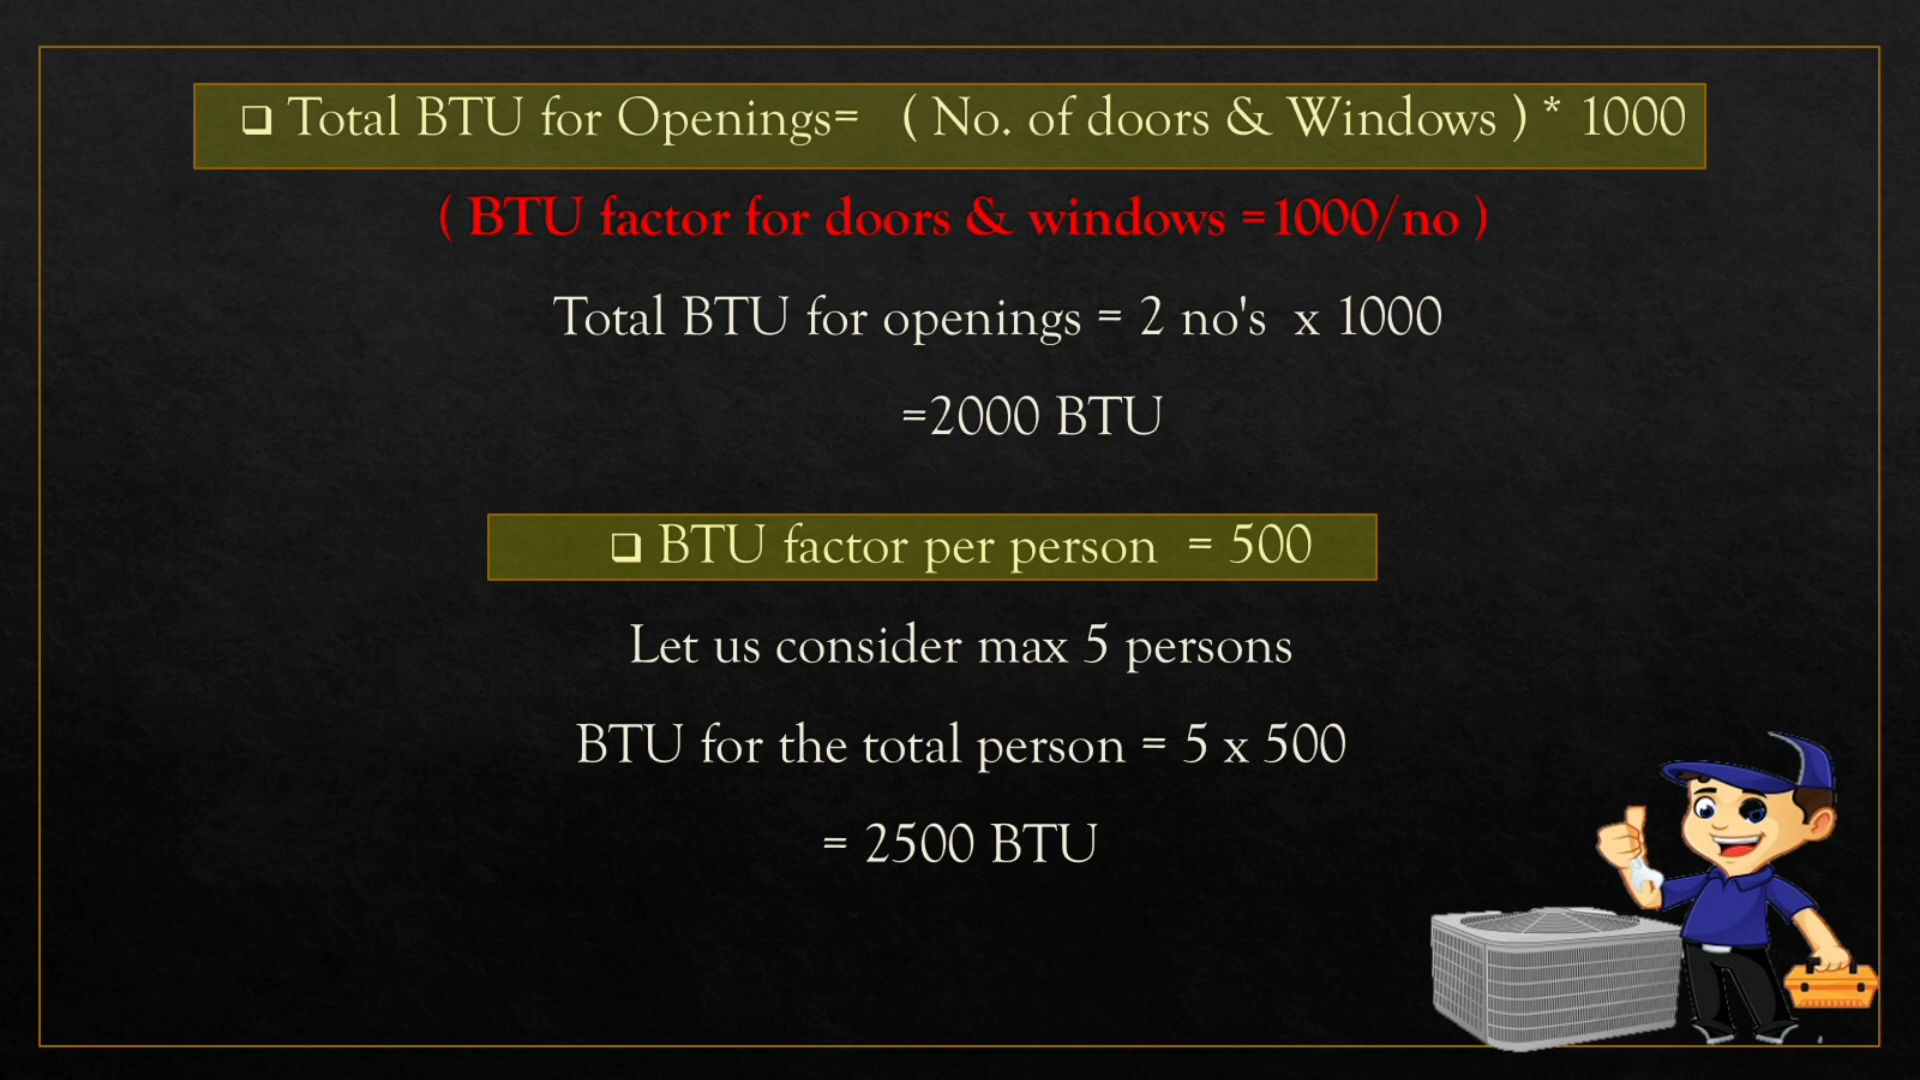 ❑ Total BTU for Openings= ( No. of doors & Windows ) * 1000
( BTU factor for doors & windows =1000/no )
Total BTU for openings = 2 no's x 1000
=2000 BTU
❑ BTU factor per person = 500
Let us consider max 5 persons
BTU for the total person = 5 x 500
= 2500 BTU